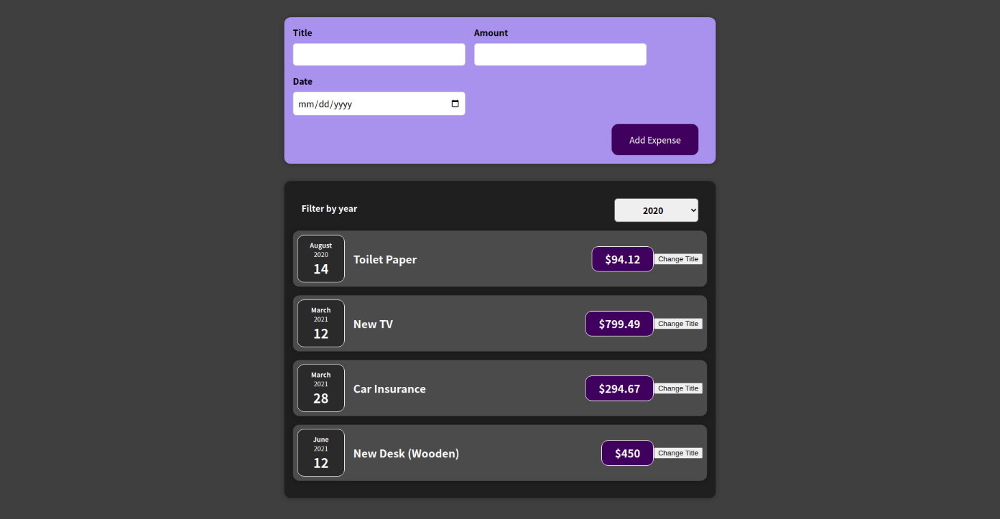 Title
Amount
Date
mm/dd/yyyy
Add Expense
Filter by year
2020
August
2020
14
Toilet Paper
$94.12
Change Title
March
2021
12
New TV
$799.49
Change Title
March
2021
28
Car Insurance
$294.67
Change Title
June
2021
12
New Desk (Wooden)
$450
Change Title